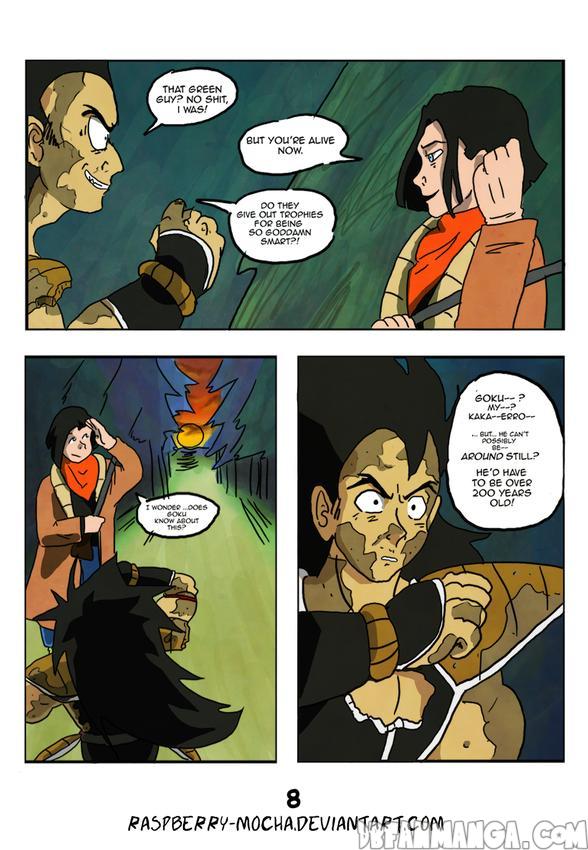 THAT GREEN
GUY? NO SHIT,
I WAS!
BUT YOU'RE ALIVE
NOW.
DO THEY
GIVE OUT TROPHIES
FOR BEING
SO GODDAMN
SMART?!
I WONDER ...DOES
GOKU
KNOW ABOUT
THIS?
GOKU-- ?
MY--?
KAKA--ERRO--
... BUT... HE CAN'T
POSSIBLY
BE--
AROUND STILL?
HE'D HAVE
TO BE OVER
200 YEARS
OLD!
8
RASPBERRY-MOCHA.DEVIANTART.COM
DBFANMANGA.COM